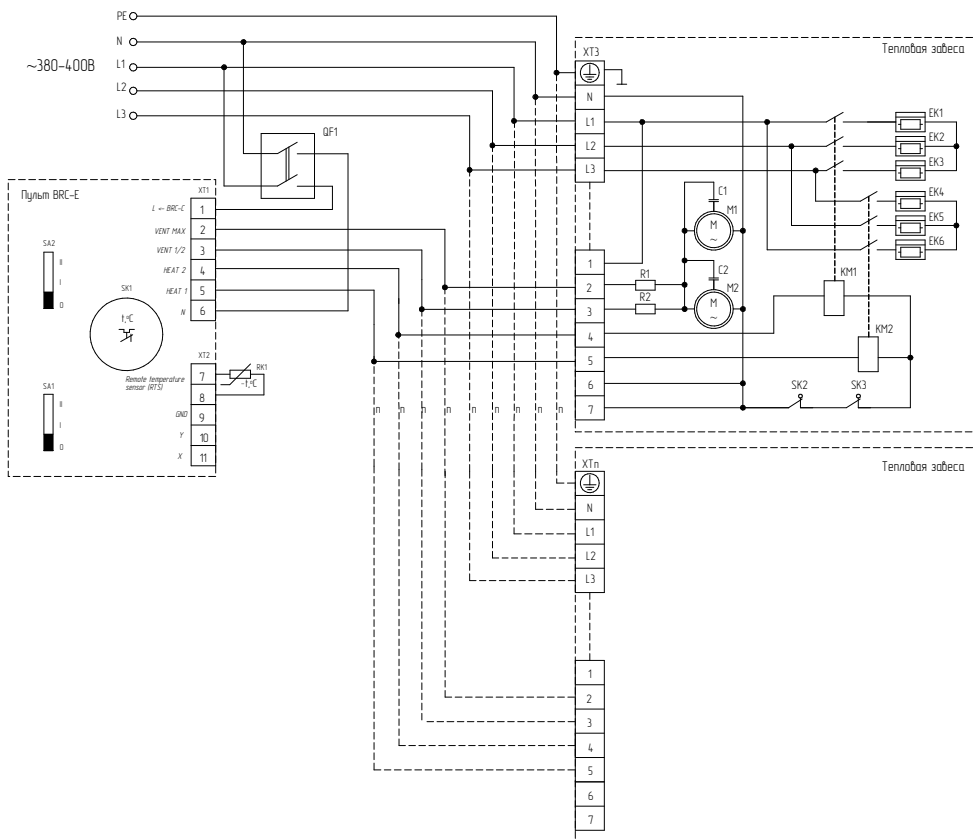 PE
N
~380-400В
L1
L2
L3
QF1
Пульт BRC-E
SA2
II
I
0
SK1
t,°C
SA1
II
I
0
XT1
L ← BRC-C 1
VENT MAX 2
VENT 1/2 3
HEAT 2 4
HEAT 1 5
N 6
XT2
Remote temperature
sensor (RTS)
7
8
GND 9
Y 10
X 11
RK1
-t,°C
n n n n n n n n n
Тепловая завеса
XT3
N
L1
L2
L3
1
2
3
4
5
6
7
R1
R2
C1
M1
M
~
C2
M2
M
~
EK1
EK2
EK3
EK4
EK5
EK6
KM1
KM2
SK2
SK3
Тепловая завеса
XTn
N
L1
L2
L3
1
2
3
4
5
6
7